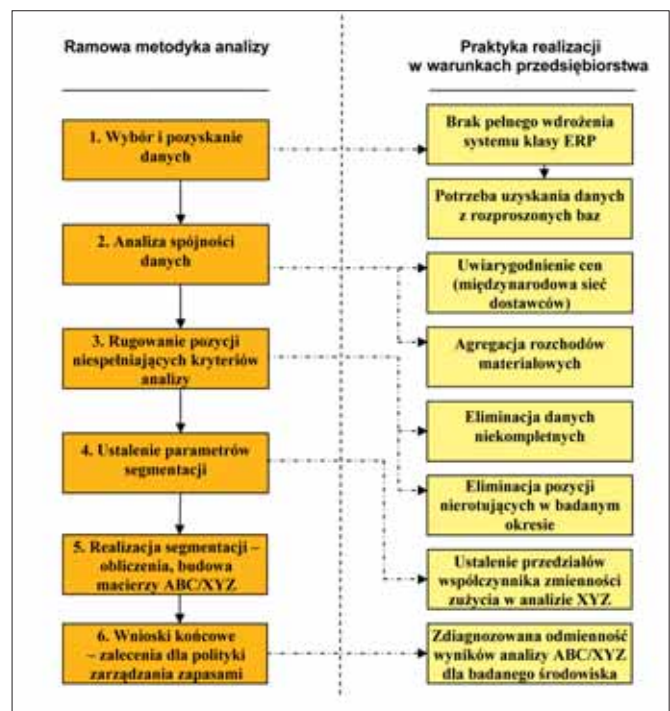 Ramowa metodyka analizy
Praktyka realizacji
w warunkach przedsiębiorstwa
1. Wybór i pozyskanie
danych
2. Analiza spójności
danych
3. Rugowanie pozycji
niespełniających kryteriów
analizy
4. Ustalenie parametrów
segmentacji
5. Realizacja segmentacji –
obliczenia, budowa
macierzy ABC/XYZ
6. Wnioski końcowe
– zalecenia dla polityki
zarządzania zapasami
Brak pełnego wdrożenia
systemu klasy ERP
Potrzeba uzyskania danych
z rozproszonych baz
Uwiarygodnienie cen
(międzynarodowa sieć
dostawców)
Agregacja rozchodów
materiałowych
Eliminacja danych
niekompletnych
Eliminacja pozycji
nierotujących w badanym
okresie
Ustalenie przedziałów
współczynnika zmienności
zużycia w analizie XYZ
Zdiagnozowana odmienność
wyników analizy ABC/XYZ
dla badanego środowiska